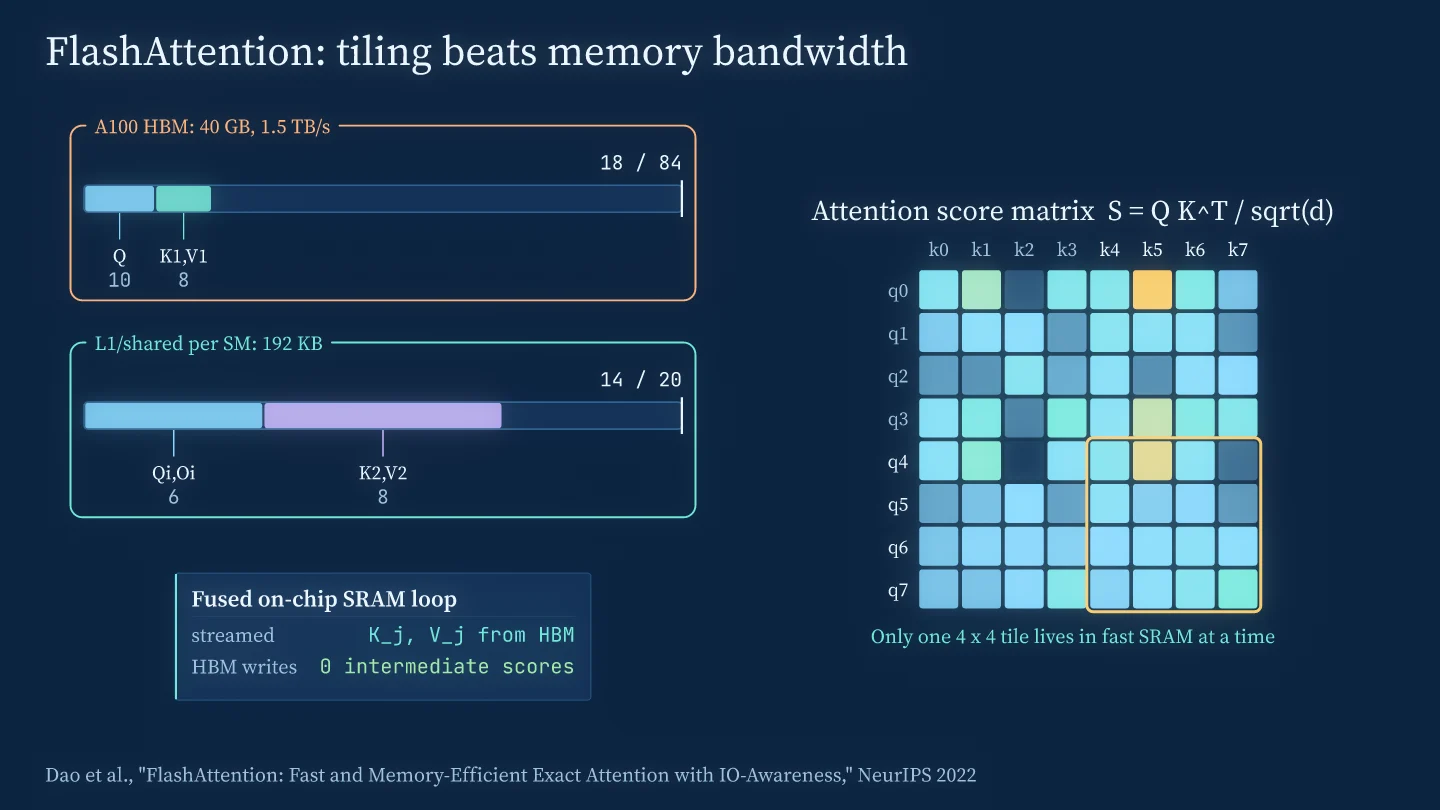 FlashAttention: tiling beats memory bandwidth
A100 HBM: 40 GB, 1.5 TB/s
18 / 84
Q K1,V1
10 8
L1/shared per SM: 192 KB
14 / 20
Qi,Oi K2,V2
6 8
Fused on-chip SRAM loop
streamed K_j, V_j from HBM
HBM writes 0 intermediate scores
Attention score matrix S = Q K^T / sqrt(d)
k0 k1 k2 k3 k4 k5 k6 k7
q0
q1
q2
q3
q4
q5
q6
q7
Only one 4 x 4 tile lives in fast SRAM at a time
Dao et al., "FlashAttention: Fast and Memory-Efficient Exact Attention with IO-Awareness," NeurIPS 2022